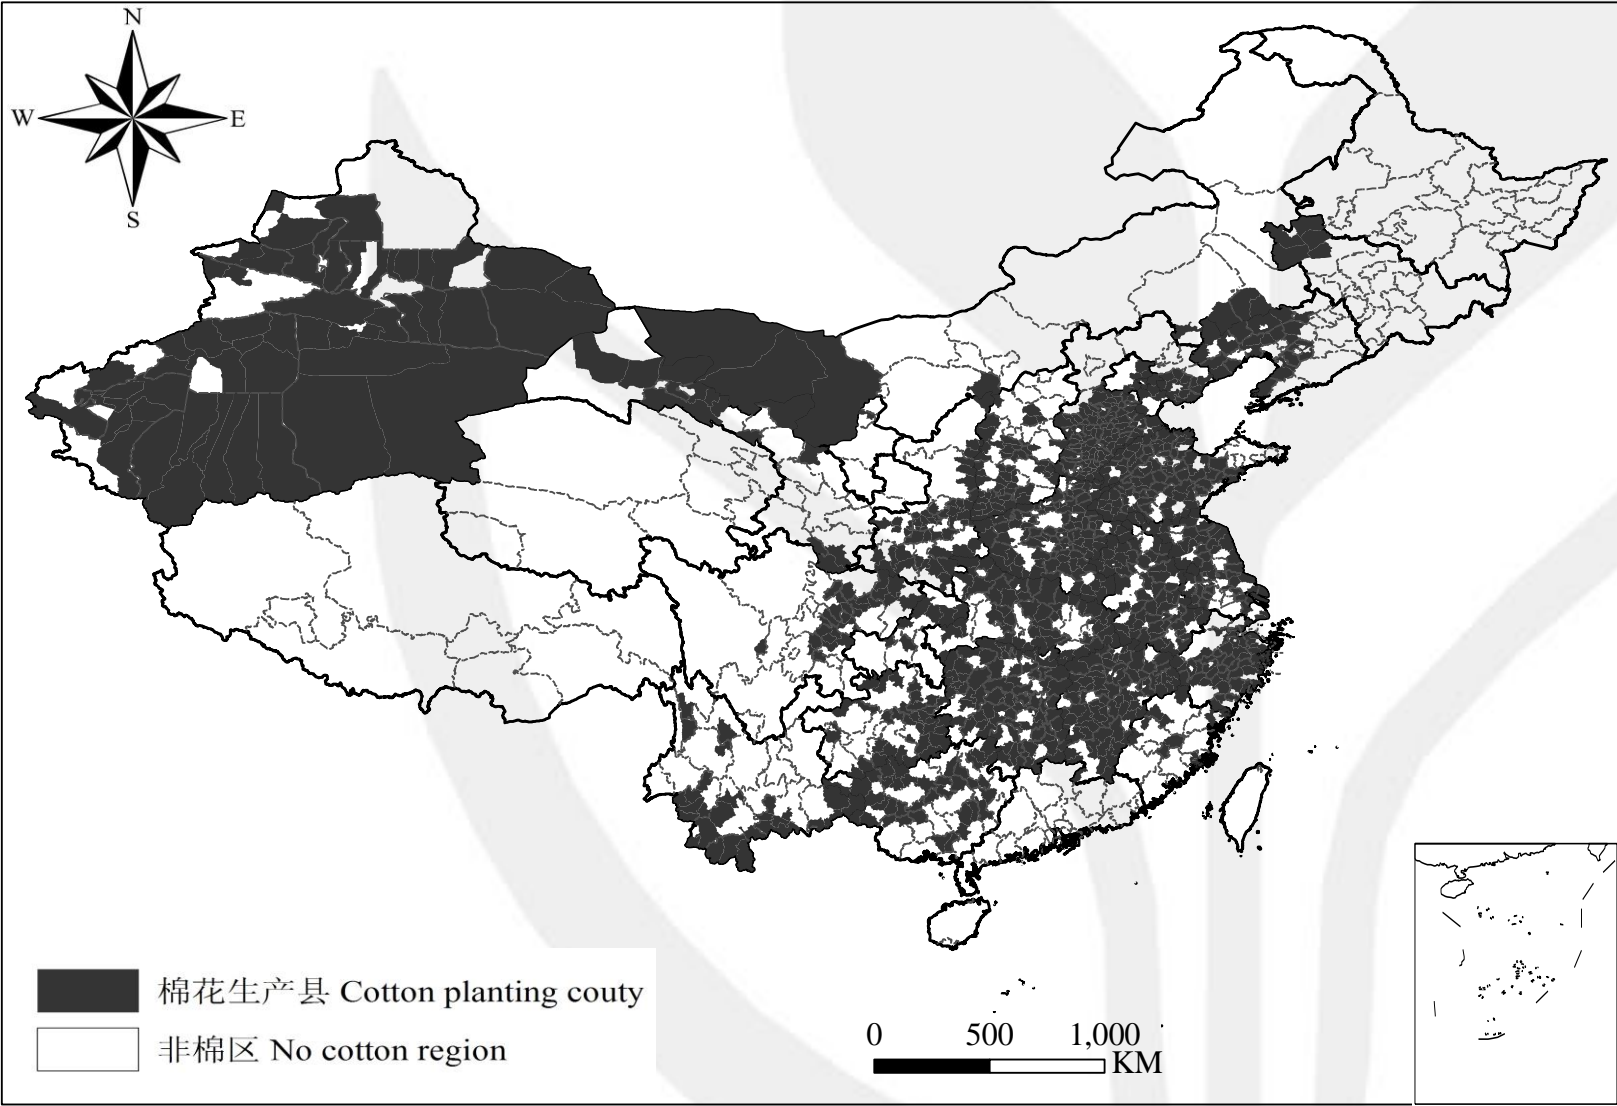 N
W
E
S
棉花生产县 Cotton planting couty
非棉区 No cotton region
0 500 1,000
KM